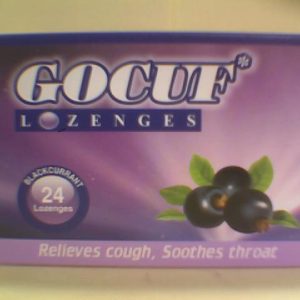 GOCUF
LOZENGES
BLACKCURRANT
24
Lozenges
Relieves cough, Soothes throat